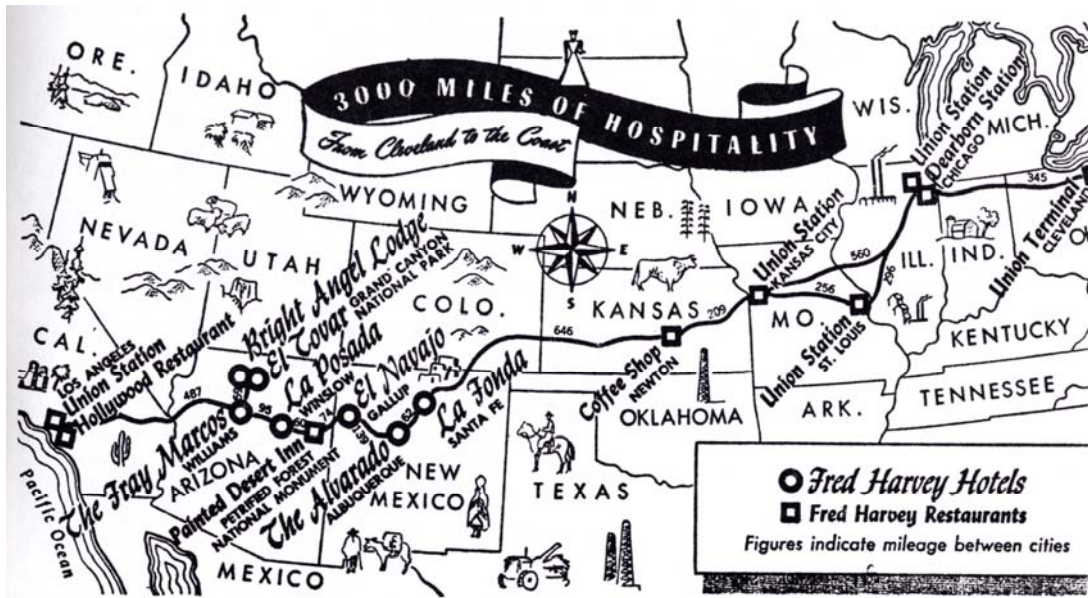 3000 MILES OF HOSPITALITY
From Cleveland to the Coast
ORE.
IDAHO
WYOMING
NEVADA
UTAH
COLO.
CAL.
NEB.
IOWA
WIS.
MICH.
ILL.
IND.
KANSAS
MO.
KENTUCKY
TENNESSEE
ARK.
OKLAHOMA
TEXAS
NEW
MEXICO
ARIZONA
MEXICO
Pacific Ocean
N
W
E
S
LOS ANGELES
Union Station
Hollywood Restaurant
487
The Fray Marcos
WILLIAMS
Bright Angel Lodge
El Tovar
GRAND CANYON
NATIONAL PARK
95
La Posada
WINSLOW
Painted Desert Inn
PETRIFIED FOREST
NATIONAL MONUMENT
74
El Navajo
GALLUP
The Alvarado
ALBUQUERQUE
La Fonda
SANTA FE
646
Coffee Shop
NEWTON
209
Union Station
KANSAS CITY
560
256
Union Station
ST. LOUIS
296
Union Station
Dearborn Station
CHICAGO
345
Union Terminal
CLEVELAND
Fred Harvey Hotels
Fred Harvey Restaurants
Figures indicate mileage between cities